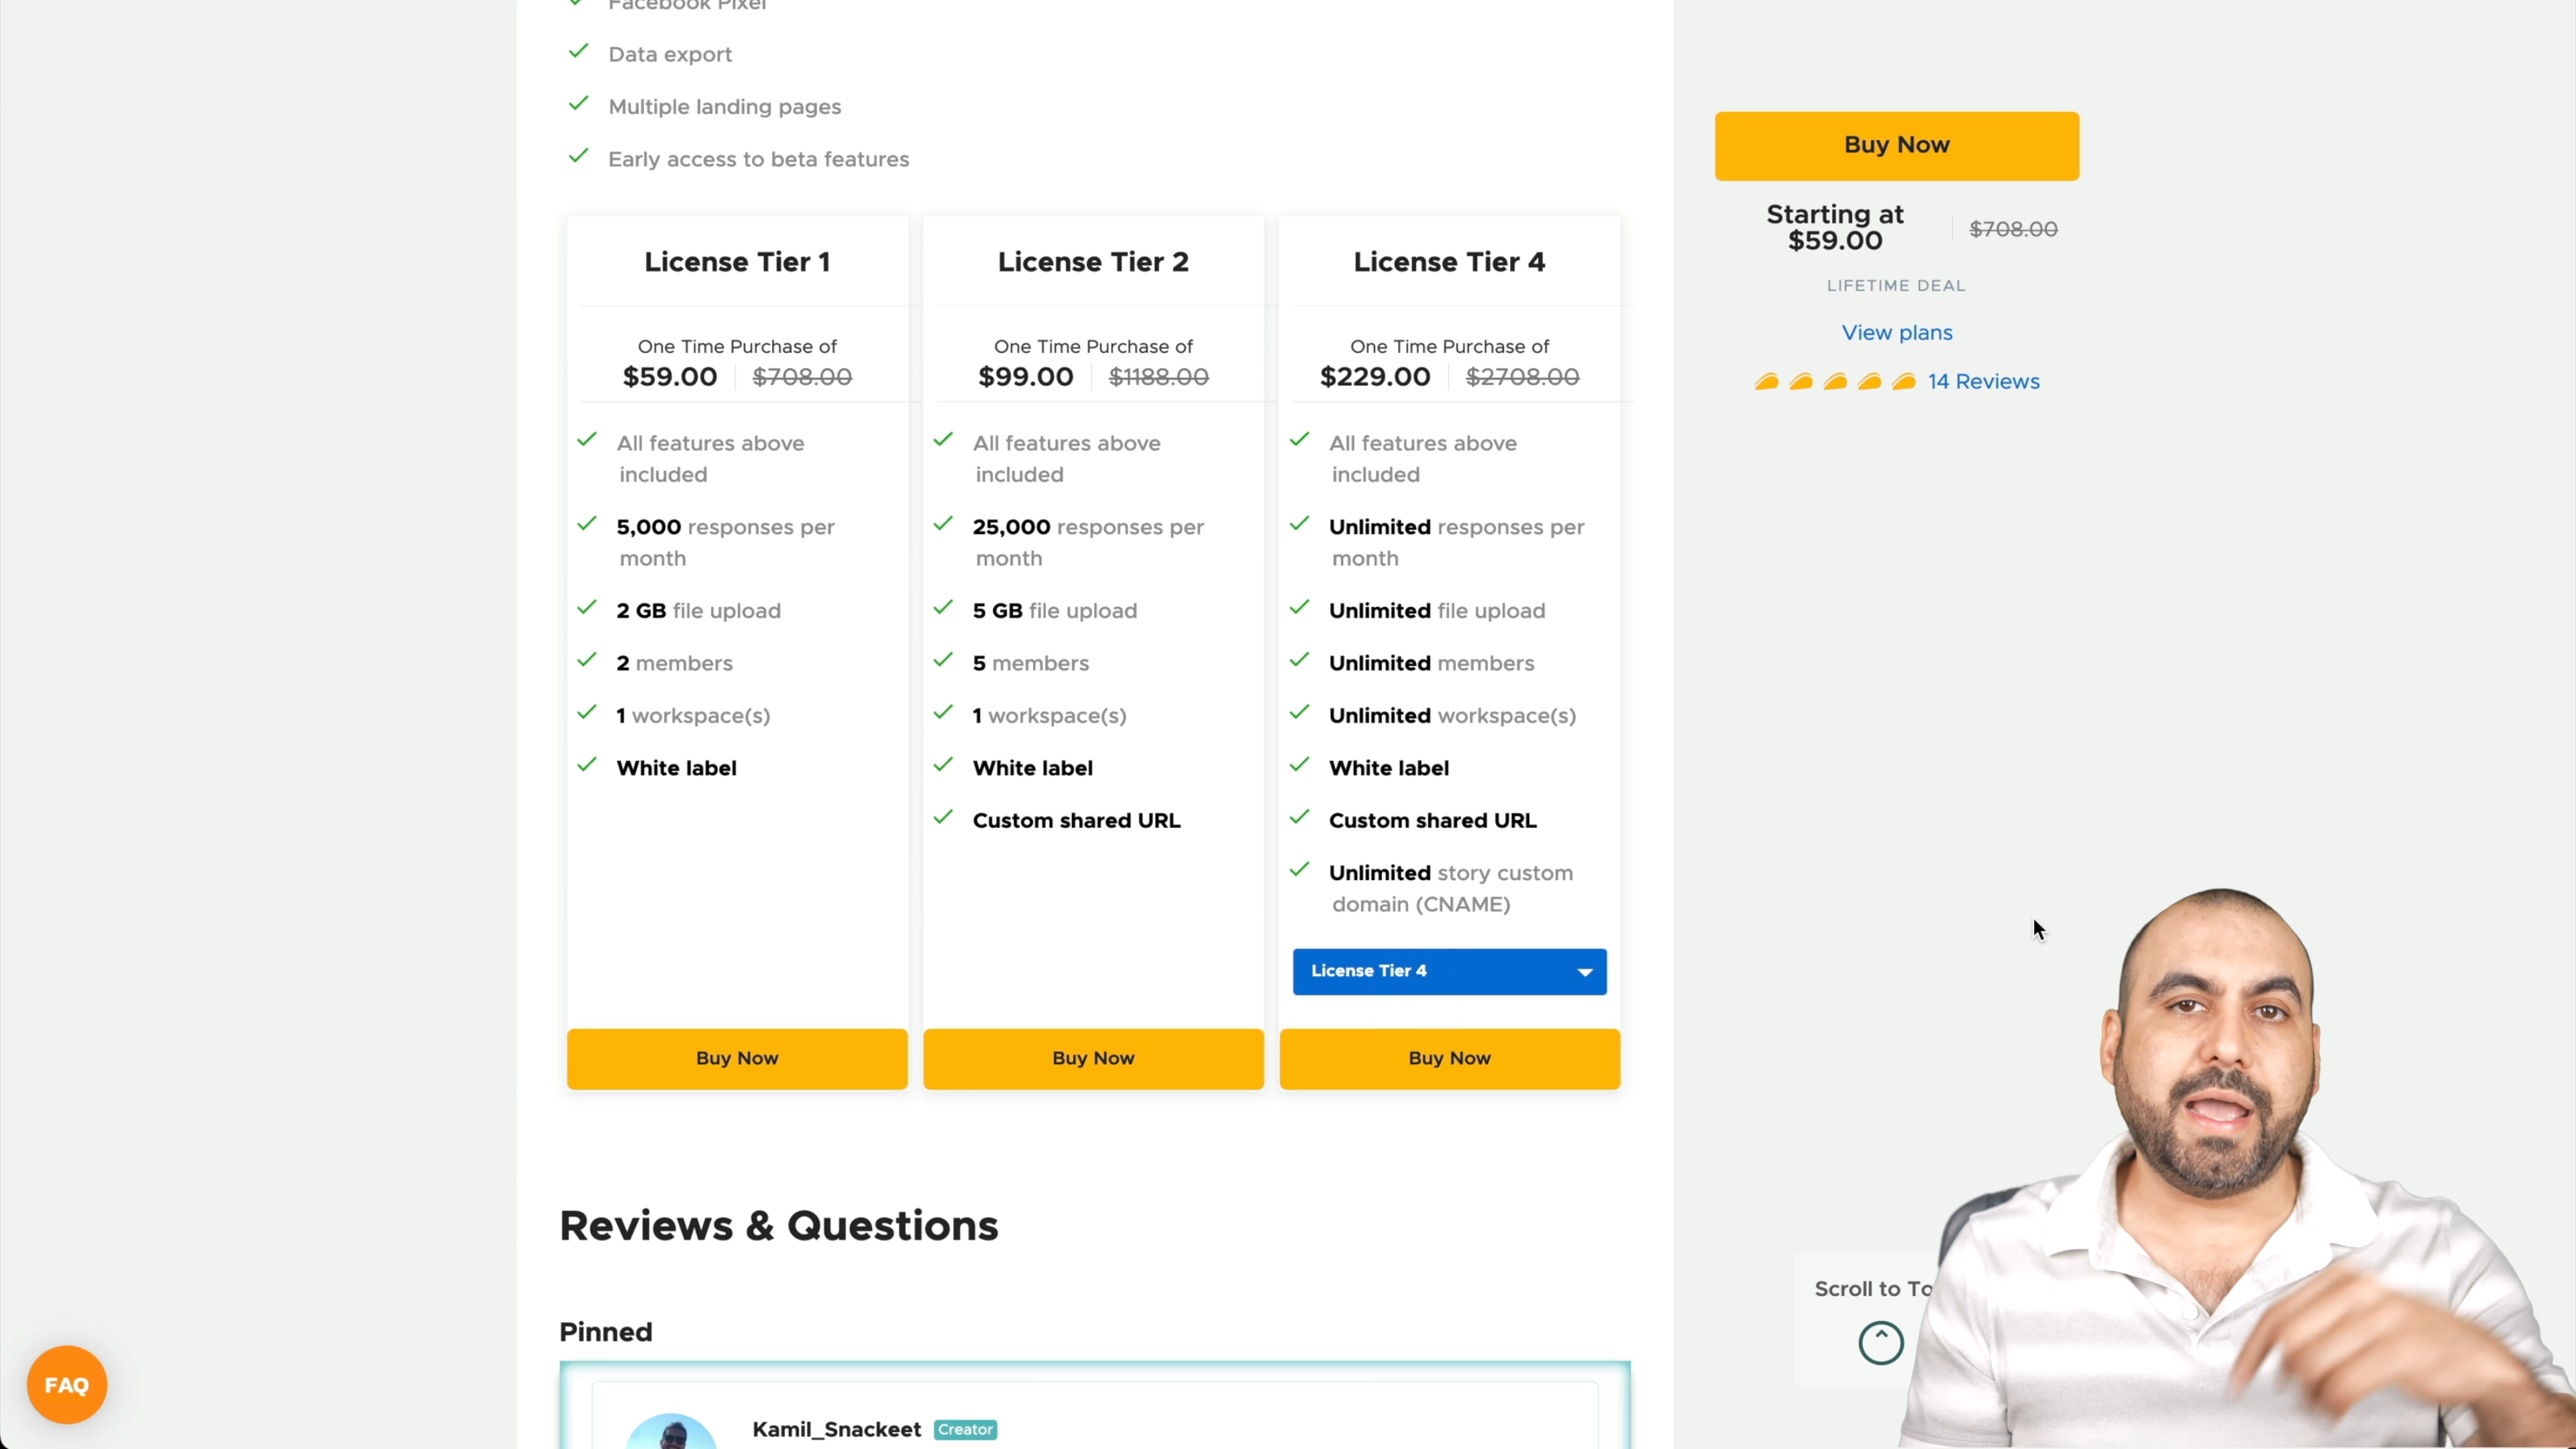 Facebook Pixel
Data export
Multiple landing pages
Early access to beta features
License Tier 1
One Time Purchase of
$59.00 $708.00
All features above
included
5,000 responses per
month
2 GB file upload
2 members
1 workspace(s)
White label
Buy Now
License Tier 2
One Time Purchase of
$99.00 $1188.00
All features above
included
25,000 responses per
month
5 GB file upload
5 members
1 workspace(s)
White label
Custom shared URL
Buy Now
License Tier 4
One Time Purchase of
$229.00 $2708.00
All features above
included
Unlimited responses per
month
Unlimited file upload
Unlimited members
Unlimited workspace(s)
White label
Custom shared URL
Unlimited story custom
domain (CNAME)
License Tier 4
Buy Now
Buy Now
Starting at
$59.00
$708.00
LIFETIME DEAL
View plans
14 Reviews
Reviews & Questions
Pinned
Kamil_Snackeet Creator
Scroll to To
FAQ